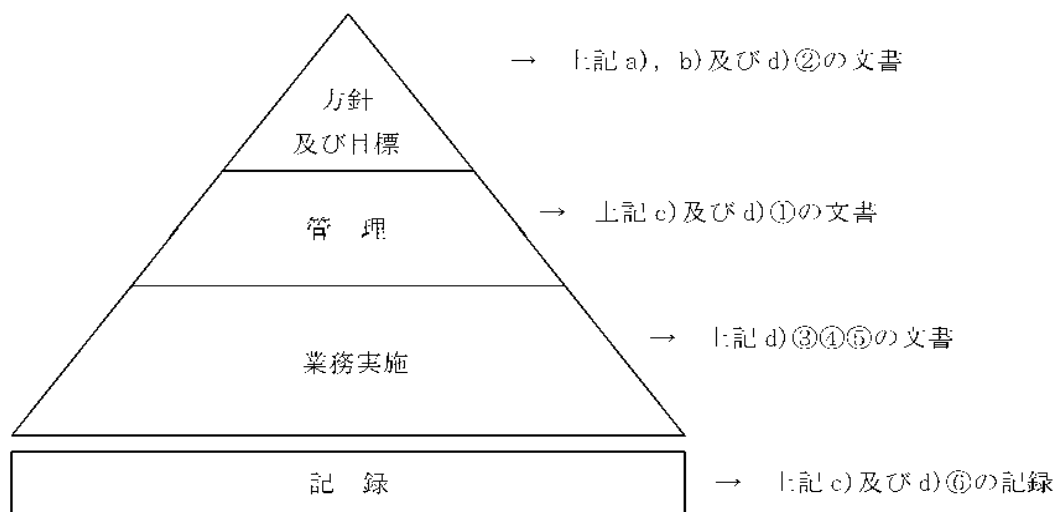 → 上記 a), b)及び d)②の文書
方針
及び目標
→ 上記 c)及び d)①の文書
管 理
→ 上記 d)③④⑤の文書
業務実施
記 録
→ 上記 c)及び d)⑥の記録